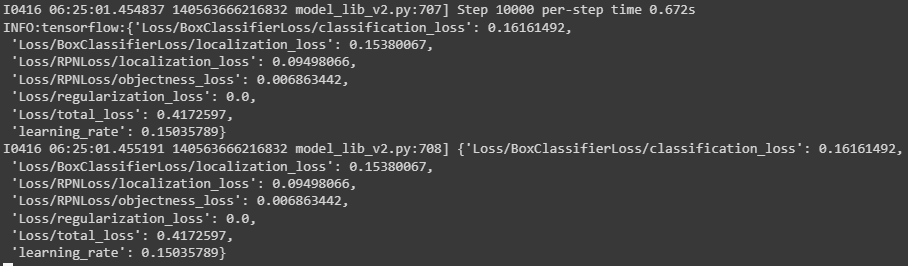 I0416 06:25:01.454837 140563666216832 model_lib_v2.py:707] Step 10000 per-step time 0.672s
INFO:tensorflow:{'Loss/BoxClassifierLoss/classification_loss': 0.16161492,
'Loss/BoxClassifierLoss/localization_loss': 0.15380067,
'Loss/RPNLoss/localization_loss': 0.09498066,
'Loss/RPNLoss/objectness_loss': 0.006863442,
'Loss/regularization_loss': 0.0,
'Loss/total_loss': 0.4172597,
'learning_rate': 0.15035789}
I0416 06:25:01.455191 140563666216832 model_lib_v2.py:708] {'Loss/BoxClassifierLoss/classification_loss': 0.16161492,
'Loss/BoxClassifierLoss/localization_loss': 0.15380067,
'Loss/RPNLoss/localization_loss': 0.09498066,
'Loss/RPNLoss/objectness_loss': 0.006863442,
'Loss/regularization_loss': 0.0,
'Loss/total_loss': 0.4172597,
'learning_rate': 0.15035789}